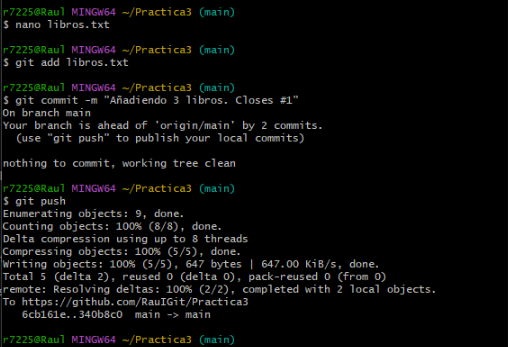 r7225@Raul MINGW64 ~/Practica3 (main)
$ nano libros.txt
r7225@Raul MINGW64 ~/Practica3 (main)
$ git add libros.txt
r7225@Raul MINGW64 ~/Practica3 (main)
$ git commit -m "Añadiendo 3 libros. Closes #1"
On branch main
Your branch is ahead of 'origin/main' by 2 commits.
(use "git push" to publish your local commits)
nothing to commit, working tree clean
r7225@Raul MINGW64 ~/Practica3 (main)
$ git push
Enumerating objects: 9, done.
Counting objects: 100% (8/8), done.
Delta compression using up to 8 threads
Compressing objects: 100% (5/5), done.
Writing objects: 100% (5/5), 647 bytes | 647.00 KiB/s, done.
Total 5 (delta 2), reused 0 (delta 0), pack-reused 0 (from 0)
remote: Resolving deltas: 100% (2/2), completed with 2 local objects.
To https://github.com/RauIGit/Practica3
6cb161e..340b8c0 main -> main
r7225@Raul MINGW64 ~/Practica3 (main)